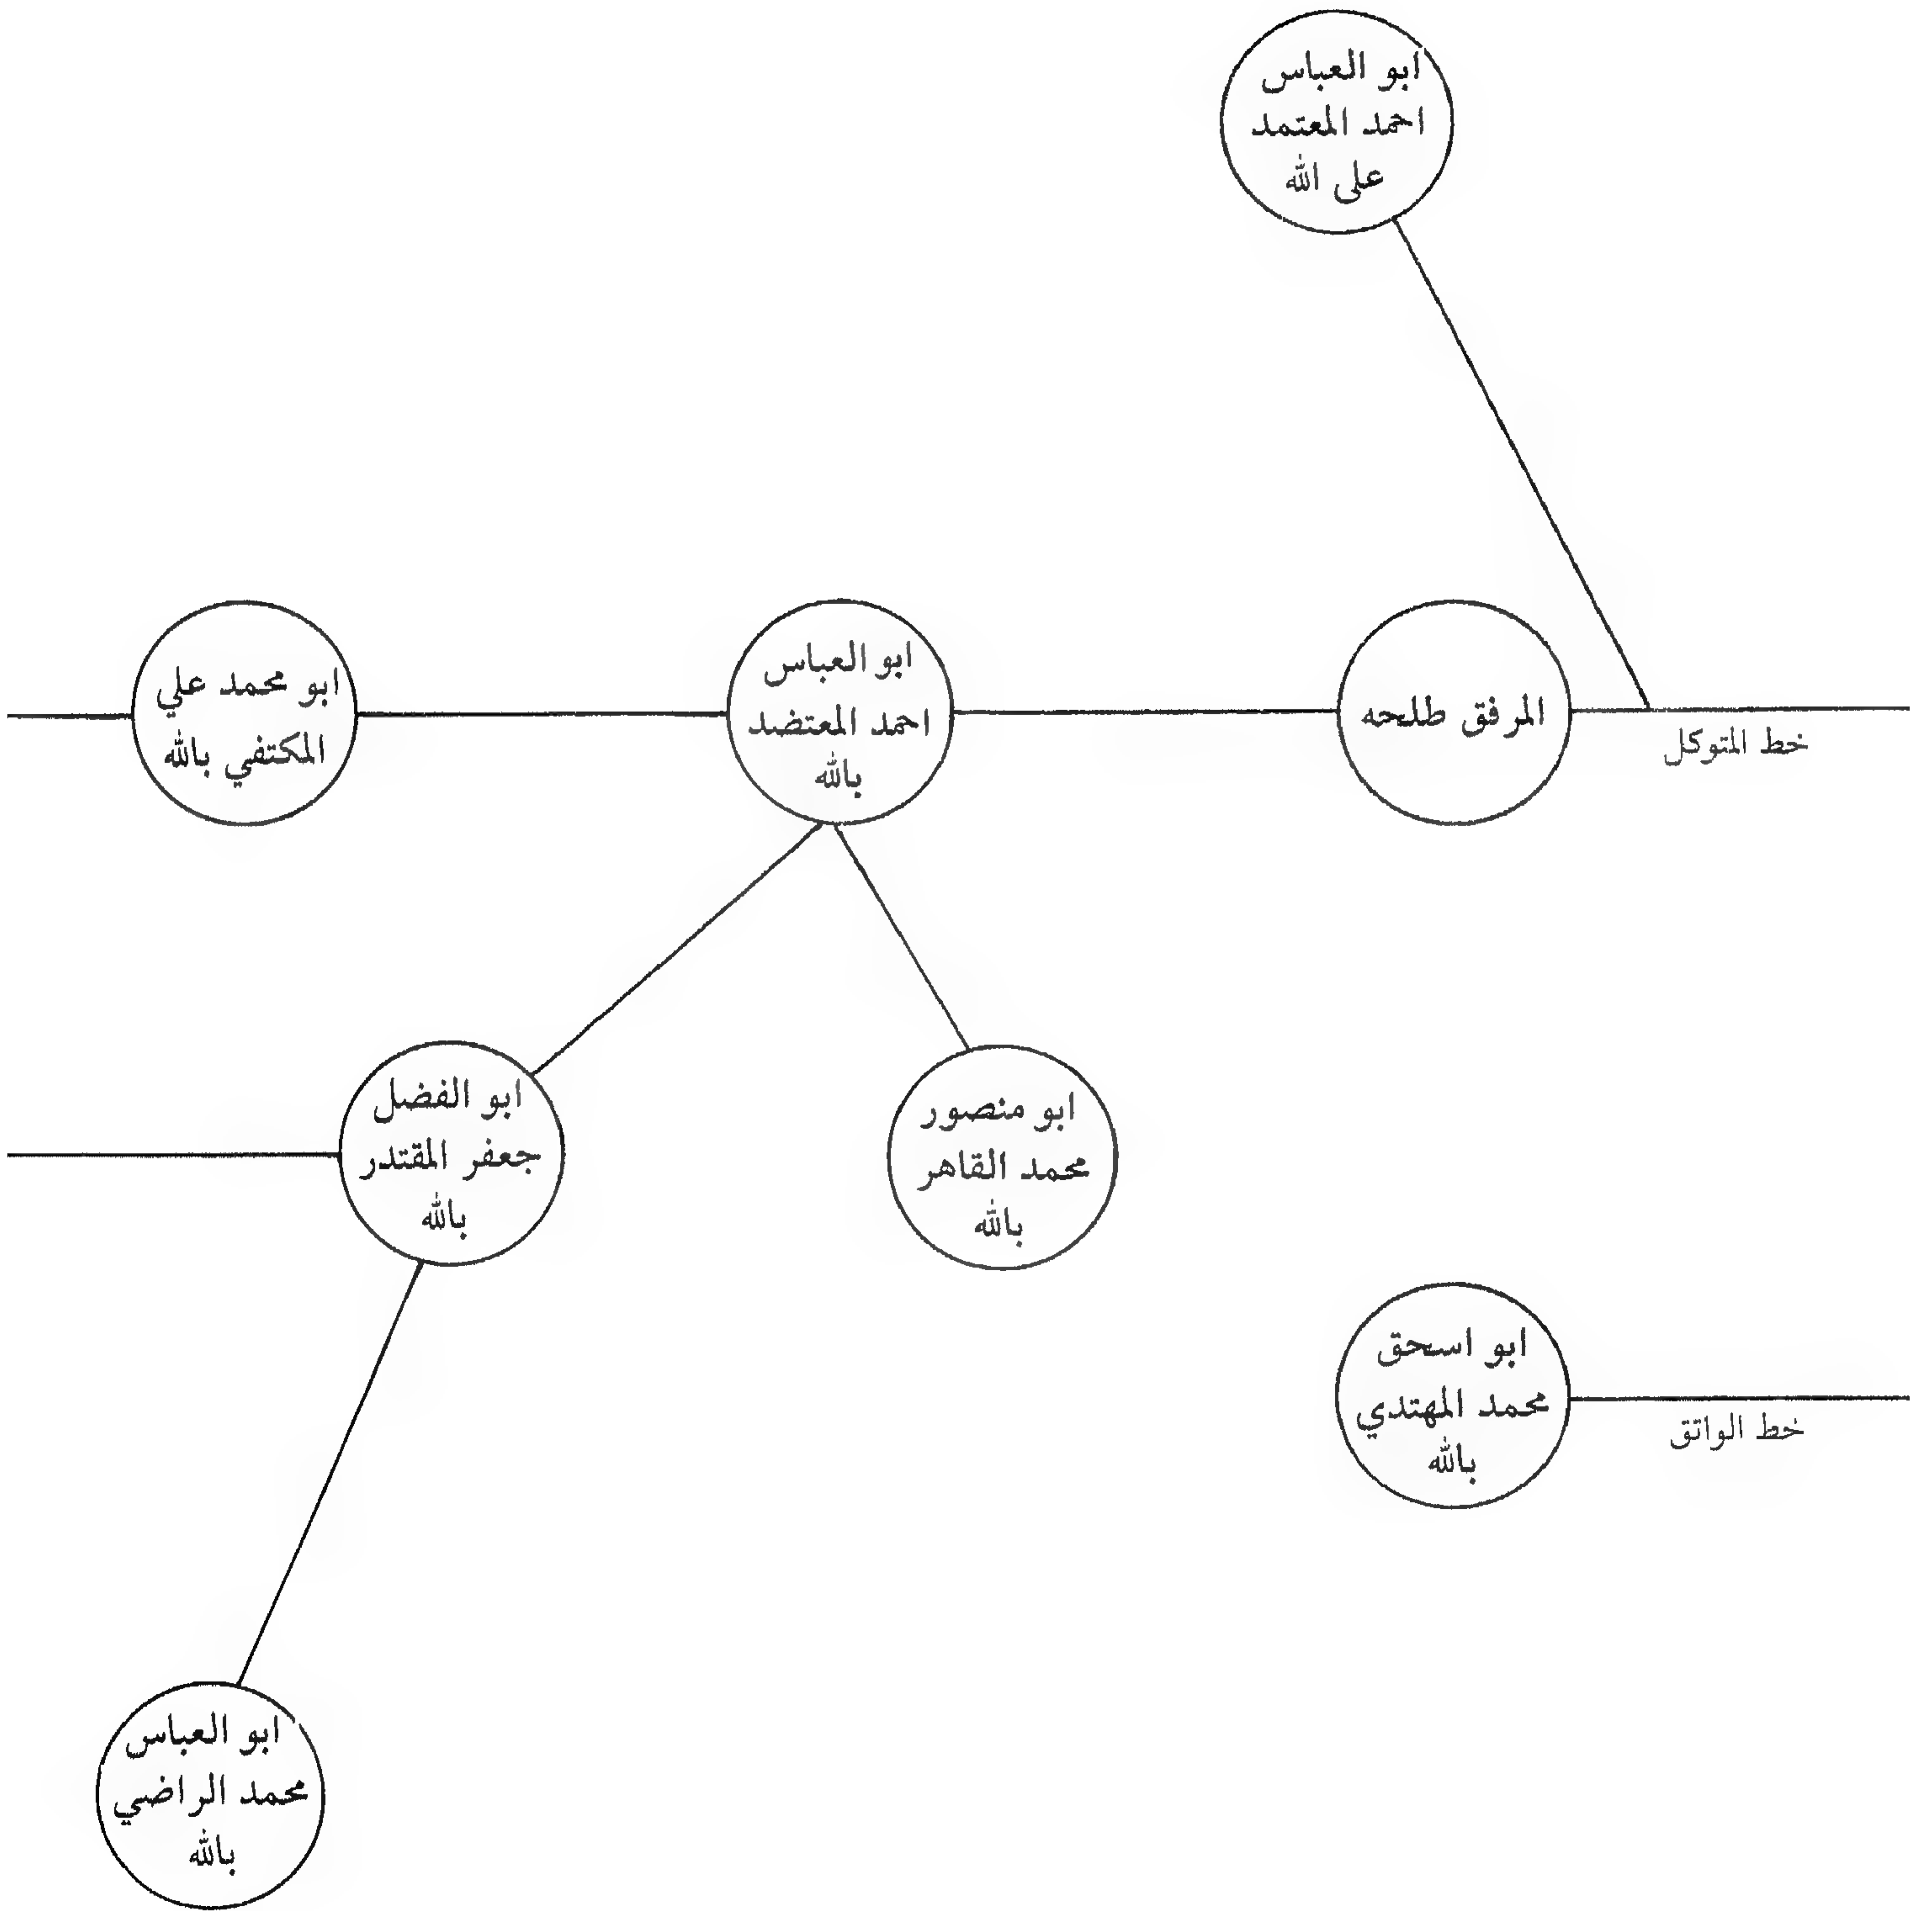 ابو العباس
احمد المعتمد
على الله
المرفق طلحه
خط المتوكل
ابو العباس
احمد المعتضد
بالله
ابو محمد علي
المكتفي بالله
ابو منصور
محمد القاهر
بالله
ابو الفضل
جعفر المقتدر
بالله
ابو اسحق
محمد المهتدي
بالله
خط الواثق
ابو العباس
محمد الراضي
بالله